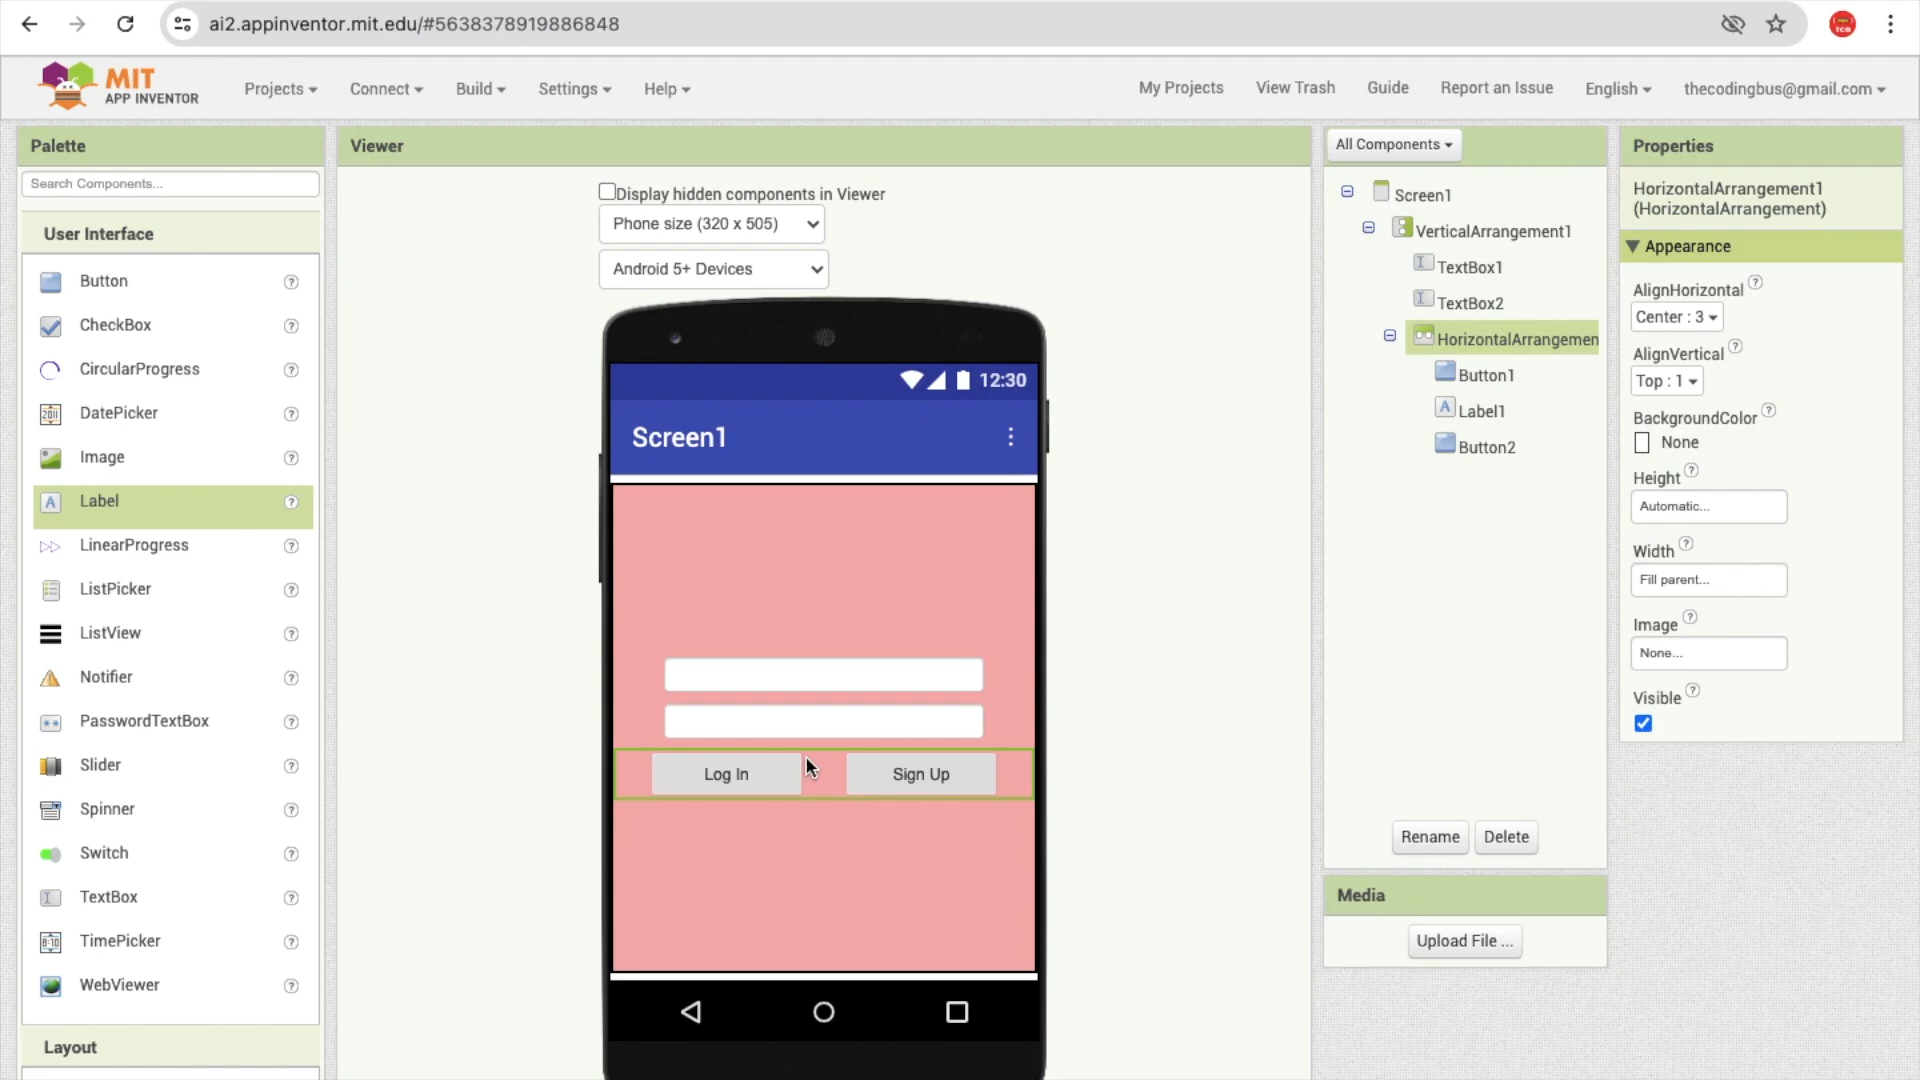 ai2.appinventor.mit.edu/#5638378919886848
TCM
MIT
APP INVENTOR
Projects Connect Build Settings Help My Projects View Trash Guide Report an Issue English thecodingbus@gmail.com
Palette
Search Components...
User Interface
Button ?
CheckBox ?
CircularProgress ?
DatePicker ?
Image ?
Label ?
LinearProgress ?
ListPicker ?
ListView ?
Notifier ?
PasswordTextBox ?
Slider ?
Spinner ?
Switch ?
TextBox ?
TimePicker ?
WebViewer ?
Layout
Viewer
Display hidden components in Viewer
Phone size (320 x 505)
Android 5+ Devices
12:30
Screen1
Log In Sign Up
All Components
Screen1
VerticalArrangement1
TextBox1
TextBox2
HorizontalArrangemen
Button1
Label1
Button2
Rename Delete
Media
Upload File ...
Properties
HorizontalArrangement1
(HorizontalArrangement)
Appearance
AlignHorizontal ?
Center : 3
AlignVertical ?
Top : 1
BackgroundColor ?
None
Height ?
Automatic...
Width ?
Fill parent...
Image ?
None...
Visible ?